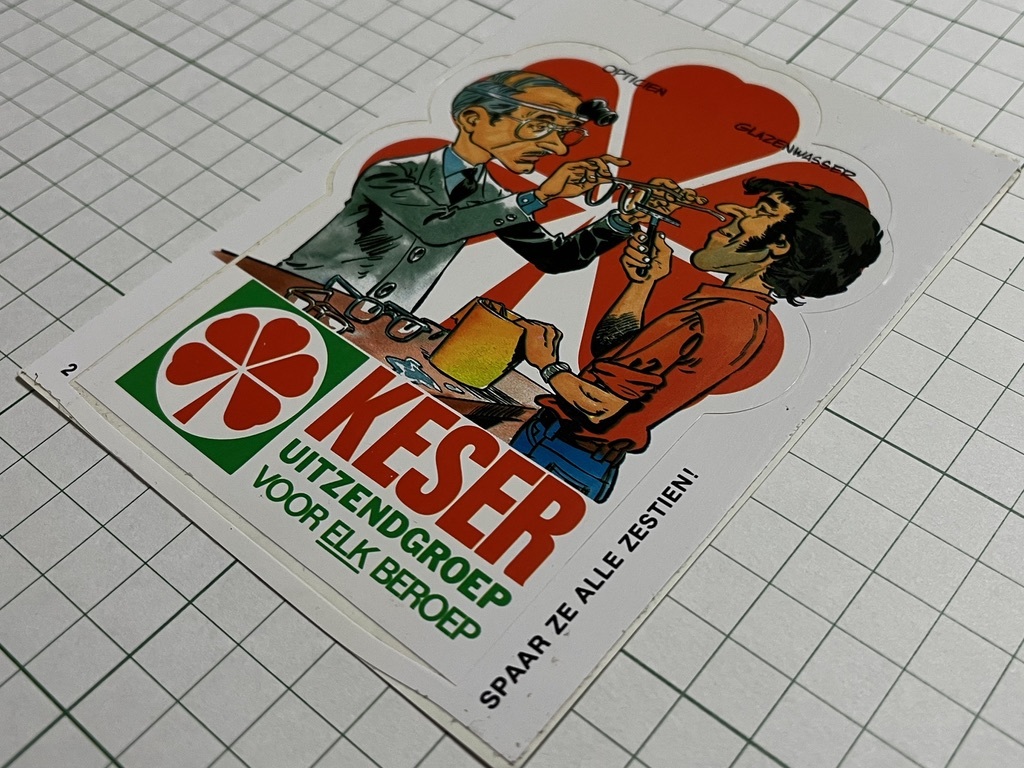 OPTICIEN
GLAZENWASSER
2
KESER
UITZENDGROEP
VOOR ELK BEROEP
SPAAR ZE ALLE ZESTIEN!